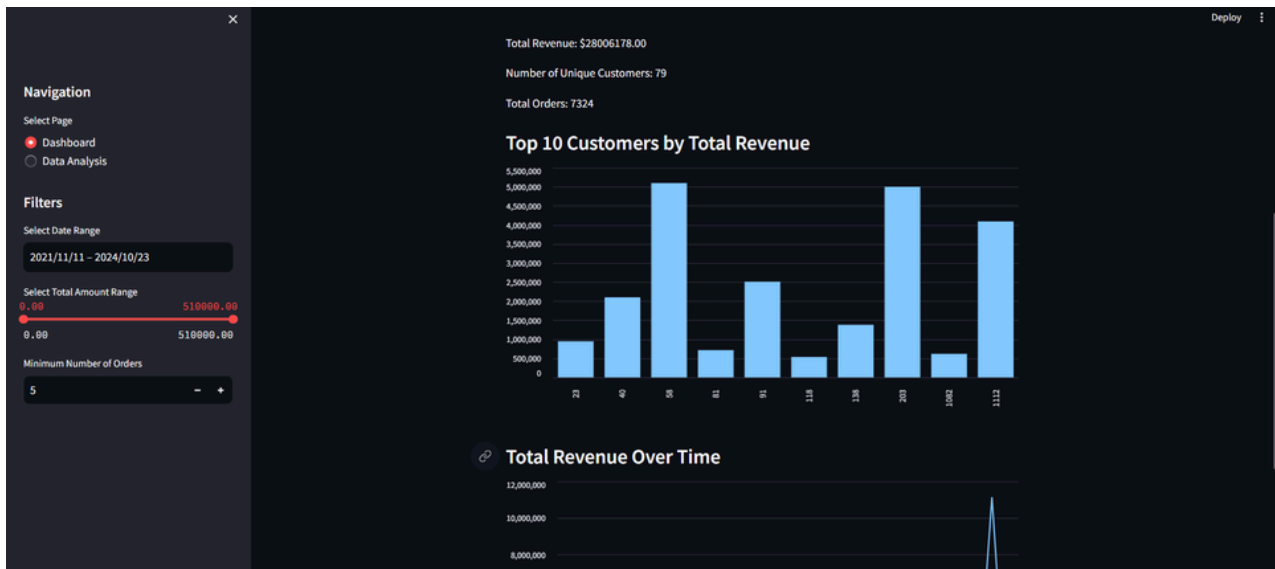 ×
Deploy
Navigation
Select Page
Dashboard
Data Analysis
Filters
Select Date Range
2021/11/11 – 2024/10/23
Select Total Amount Range
0.00 510000.00
0.00 510000.00
Minimum Number of Orders
5 − +
Total Revenue: $28006178.00
Number of Unique Customers: 79
Total Orders: 7324
Top 10 Customers by Total Revenue
5,500,000
5,000,000
4,500,000
4,000,000
3,500,000
3,000,000
2,500,000
2,000,000
1,500,000
1,000,000
500,000
0
23 40 58 81 91 118 138 203 1082 1112
Total Revenue Over Time
12,000,000
10,000,000
8,000,000